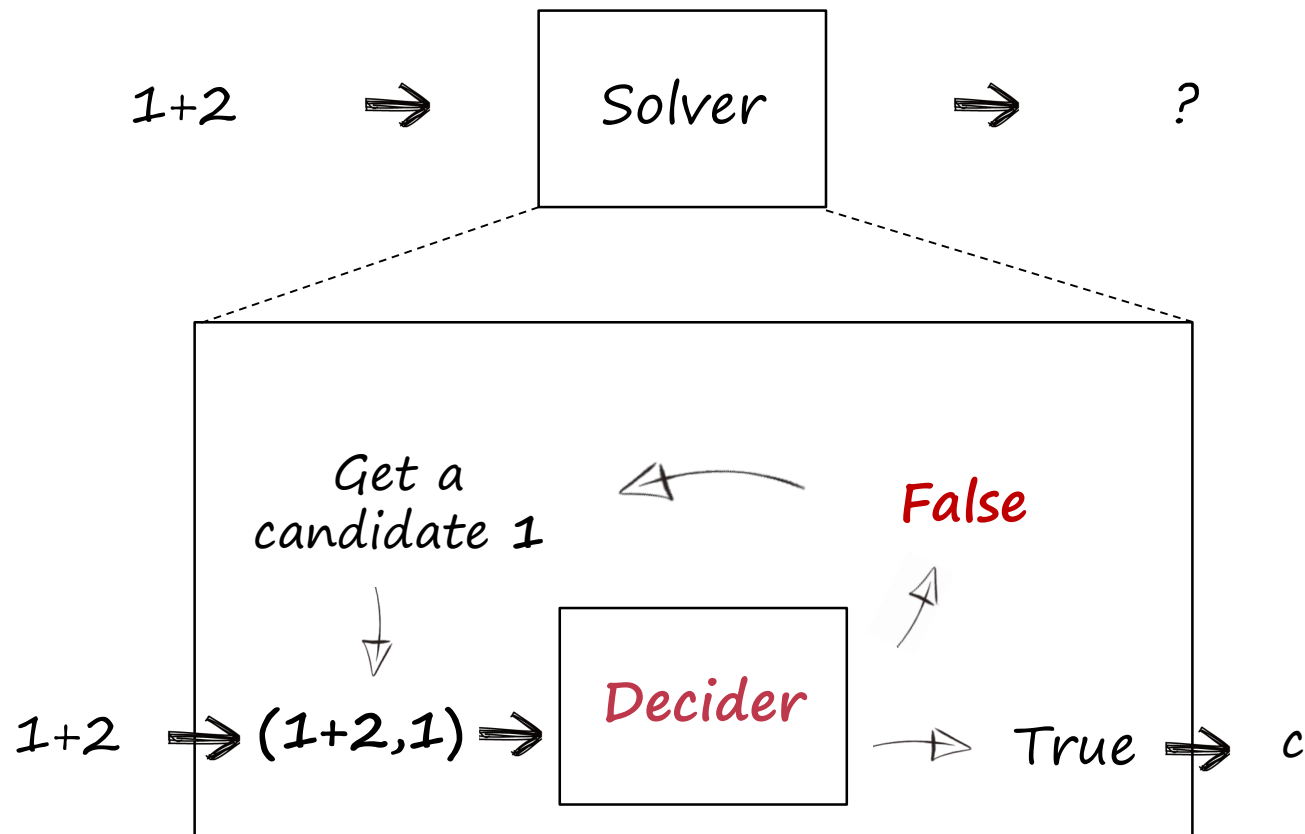 1+2
Solver
?
Get a
candidate 1
False
Decider
1+2
(1+2,1)
True
c